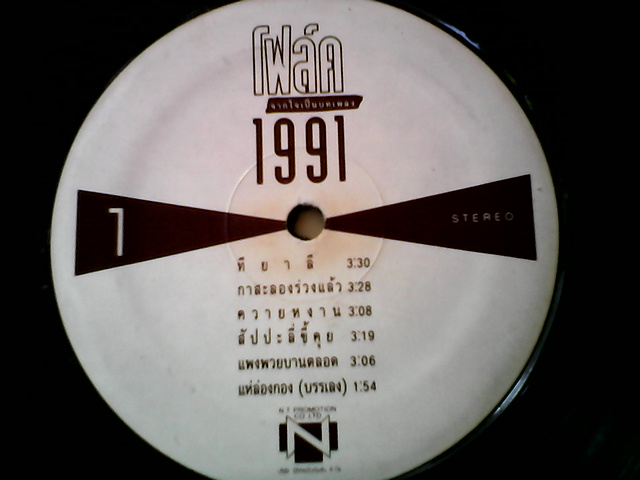 โฟล์ค
จากใจเป็นบทเพลง
1991
1
STEREO
ทียาลี 3:30
กาสะลองร่วงแล้ว 3:28
ควายหงาน 3:08
สัปปะลี่ขี้คุย 3:19
แพงพวยบานตลอด 3:06
แห่ล่องกอง (บรรเลง) 1:54
N.T PROMOTION
CO LTD
N